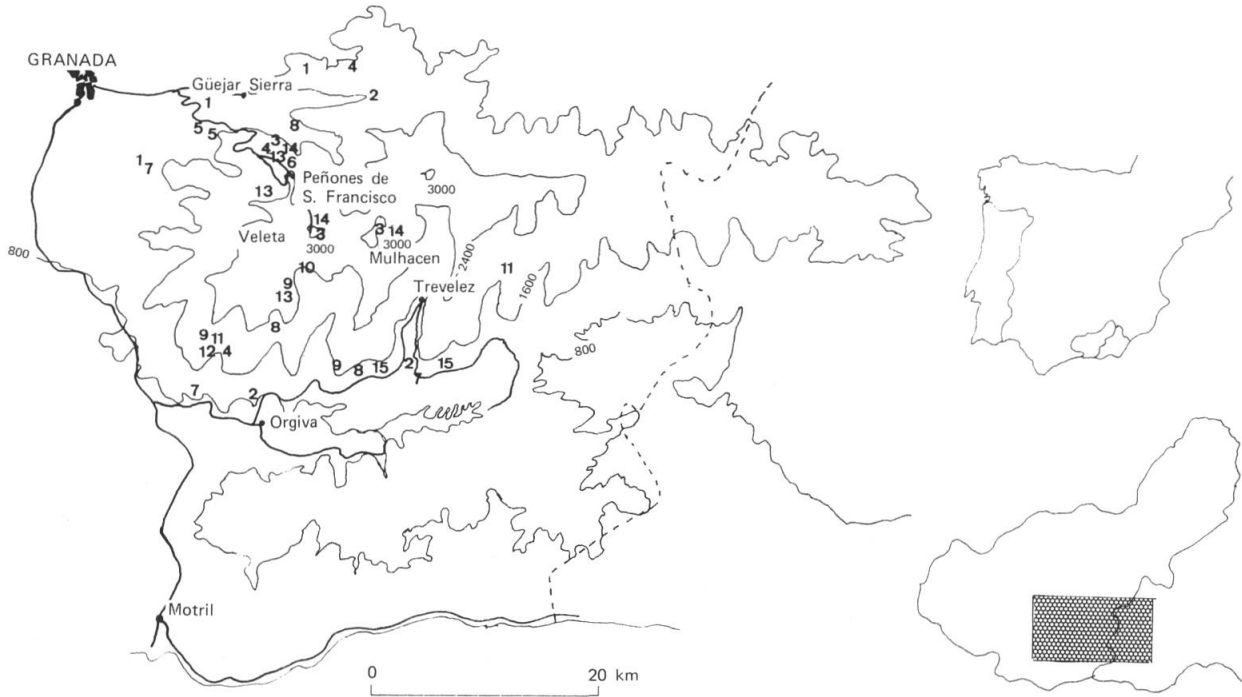 GRANADA
1 4
Güejar Sierra
1
2
5 5
8
3
4 14
13
6
1
7
Peñones de
S. Francisco
13
3000
14
3
3000
Veleta
3 14
3000
Mulhacen
800
2400
10
11
1600
9
13
Trevelez
8
9 11
12 4
800
9 8 15 2 15
7
2
Orgiva
Motril
0 20 km